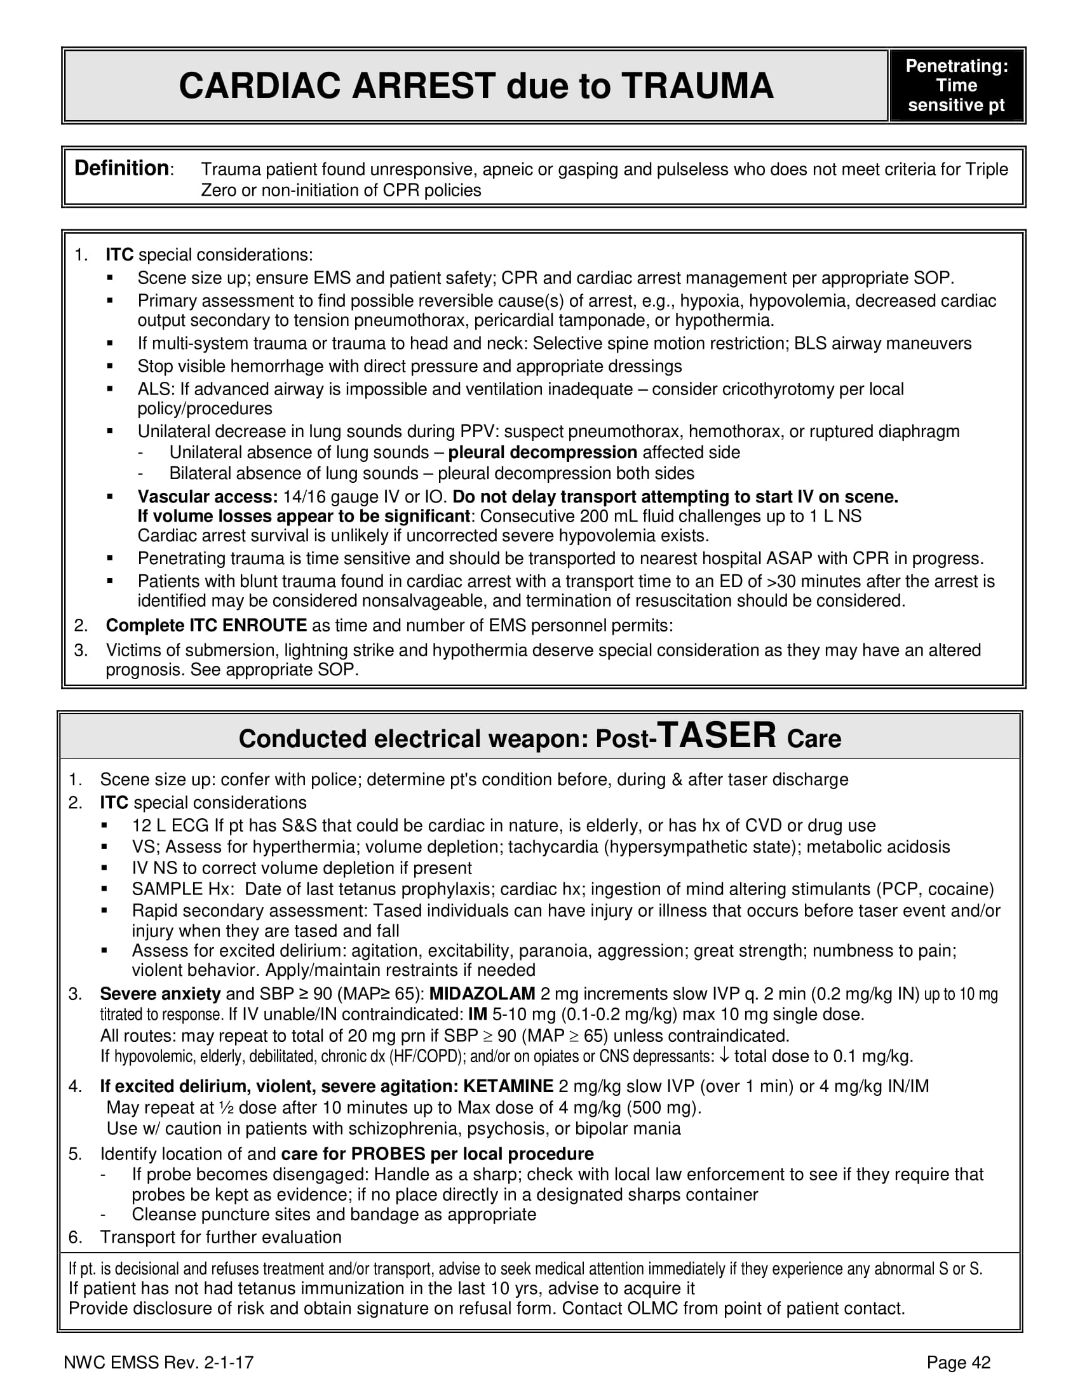 CARDIAC ARREST due to TRAUMA
Penetrating:
Time
sensitive pt
Definition: Trauma patient found unresponsive, apneic or gasping and pulseless who does not meet criteria for Triple
Zero or non-initiation of CPR policies
1. ITC special considerations:
▪ Scene size up; ensure EMS and patient safety; CPR and cardiac arrest management per appropriate SOP.
▪ Primary assessment to find possible reversible cause(s) of arrest, e.g., hypoxia, hypovolemia, decreased cardiac
output secondary to tension pneumothorax, pericardial tamponade, or hypothermia.
▪ If multi-system trauma or trauma to head and neck: Selective spine motion restriction; BLS airway maneuvers
▪ Stop visible hemorrhage with direct pressure and appropriate dressings
▪ ALS: If advanced airway is impossible and ventilation inadequate – consider cricothyrotomy per local
policy/procedures
▪ Unilateral decrease in lung sounds during PPV: suspect pneumothorax, hemothorax, or ruptured diaphragm
- Unilateral absence of lung sounds – pleural decompression affected side
- Bilateral absence of lung sounds – pleural decompression both sides
▪ Vascular access: 14/16 gauge IV or IO. Do not delay transport attempting to start IV on scene.
If volume losses appear to be significant: Consecutive 200 mL fluid challenges up to 1 L NS
Cardiac arrest survival is unlikely if uncorrected severe hypovolemia exists.
▪ Penetrating trauma is time sensitive and should be transported to nearest hospital ASAP with CPR in progress.
▪ Patients with blunt trauma found in cardiac arrest with a transport time to an ED of >30 minutes after the arrest is
identified may be considered nonsalvageable, and termination of resuscitation should be considered.
2. Complete ITC ENROUTE as time and number of EMS personnel permits:
3. Victims of submersion, lightning strike and hypothermia deserve special consideration as they may have an altered
prognosis. See appropriate SOP.
Conducted electrical weapon: Post-TASER Care
1. Scene size up: confer with police; determine pt's condition before, during & after taser discharge
2. ITC special considerations
▪ 12 L ECG If pt has S&S that could be cardiac in nature, is elderly, or has hx of CVD or drug use
▪ VS; Assess for hyperthermia; volume depletion; tachycardia (hypersympathetic state); metabolic acidosis
▪ IV NS to correct volume depletion if present
▪ SAMPLE Hx: Date of last tetanus prophylaxis; cardiac hx; ingestion of mind altering stimulants (PCP, cocaine)
▪ Rapid secondary assessment: Tased individuals can have injury or illness that occurs before taser event and/or
injury when they are tased and fall
▪ Assess for excited delirium: agitation, excitability, paranoia, aggression; great strength; numbness to pain;
violent behavior. Apply/maintain restraints if needed
3. Severe anxiety and SBP ≥ 90 (MAP≥ 65): MIDAZOLAM 2 mg increments slow IVP q. 2 min (0.2 mg/kg IN) up to 10 mg
titrated to response. If IV unable/IN contraindicated: IM 5-10 mg (0.1-0.2 mg/kg) max 10 mg single dose.
All routes: may repeat to total of 20 mg prn if SBP ≥ 90 (MAP ≥ 65) unless contraindicated.
If hypovolemic, elderly, debilitated, chronic dx (HF/COPD); and/or on opiates or CNS depressants: ↓ total dose to 0.1 mg/kg.
4. If excited delirium, violent, severe agitation: KETAMINE 2 mg/kg slow IVP (over 1 min) or 4 mg/kg IN/IM
May repeat at ½ dose after 10 minutes up to Max dose of 4 mg/kg (500 mg).
Use w/ caution in patients with schizophrenia, psychosis, or bipolar mania
5. Identify location of and care for PROBES per local procedure
- If probe becomes disengaged: Handle as a sharp; check with local law enforcement to see if they require that
probes be kept as evidence; if no place directly in a designated sharps container
- Cleanse puncture sites and bandage as appropriate
6. Transport for further evaluation
If pt. is decisional and refuses treatment and/or transport, advise to seek medical attention immediately if they experience any abnormal S or S.
If patient has not had tetanus immunization in the last 10 yrs, advise to acquire it
Provide disclosure of risk and obtain signature on refusal form. Contact OLMC from point of patient contact.
NWC EMSS Rev. 2-1-17
Page 42